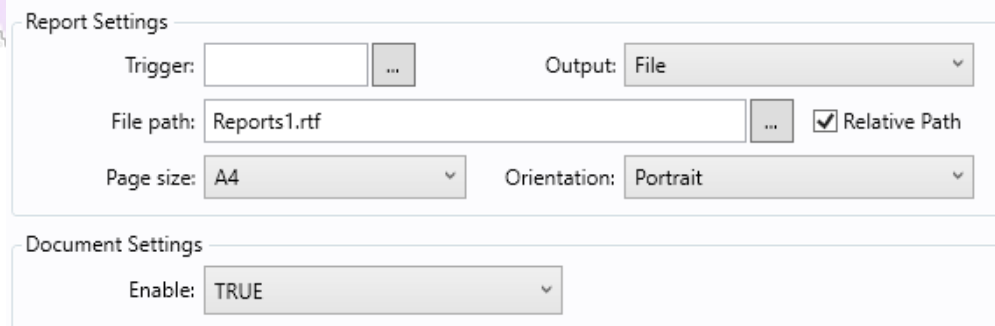 Report Settings
Trigger: ... Output: File
File path: Reports1.rtf ... Relative Path
Page size: A4 Orientation: Portrait
Document Settings
Enable: TRUE